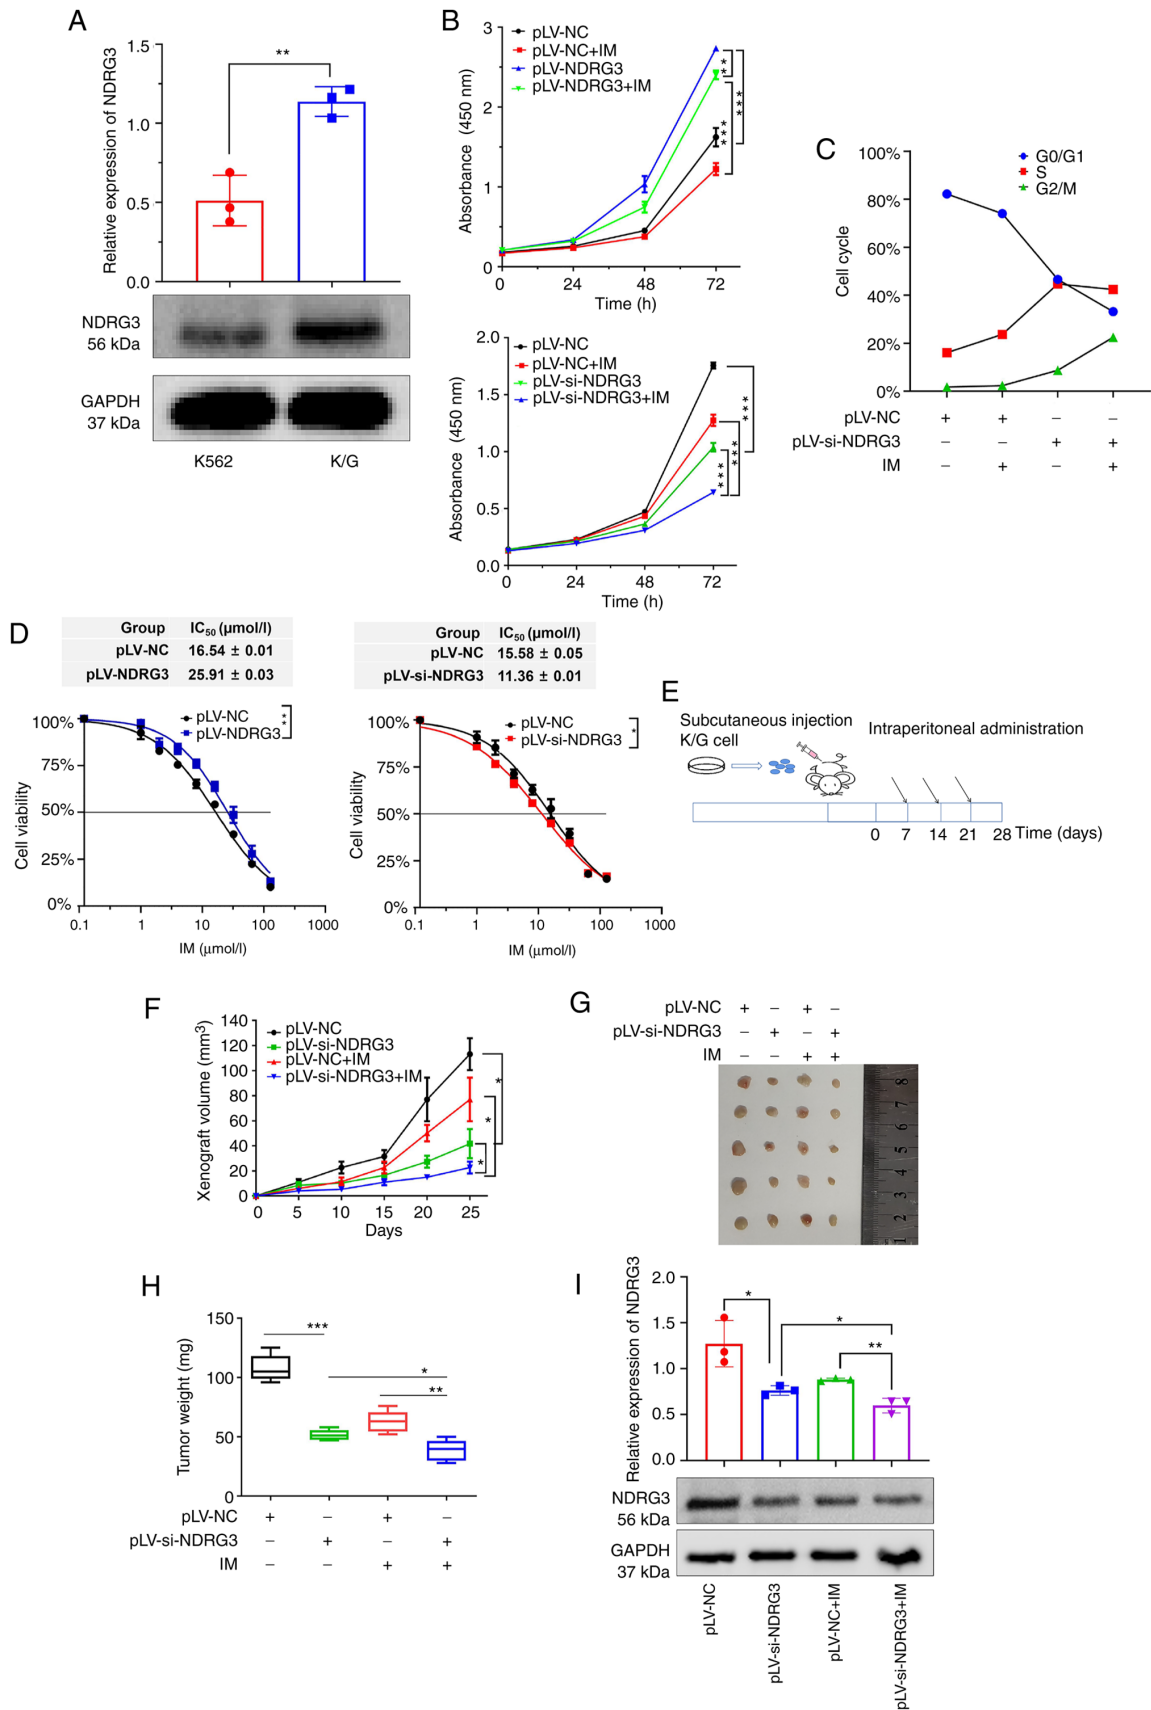 A
Relative expression of NDRG3
1.5
1.0
0.5
0.0
**
NDRG3
56 kDa
GAPDH
37 kDa
K562
K/G
B
Absorbance (450 nm)
3
2
1
0
pLV-NC
pLV-NC+IM
pLV-NDRG3
pLV-NDRG3+IM
**
***
***
0
24
48
72
Time (h)
Absorbance (450 nm)
2.0
1.5
1.0
0.5
0.0
pLV-NC
pLV-NC+IM
pLV-si-NDRG3
pLV-si-NDRG3+IM
***
***
***
0
24
48
72
Time (h)
C
Cell cycle
100%
80%
60%
40%
20%
0%
G0/G1
S
G2/M
pLV-NC + + − −
pLV-si-NDRG3 − − + +
IM − + − +
D
Group IC50 (μmol/l)
pLV-NC 16.54 ± 0.01
pLV-NDRG3 25.91 ± 0.03
Cell viability
100%
75%
50%
25%
0%
pLV-NC
pLV-NDRG3
**
0.1
1
10
100
1000
IM (μmol/l)
Group IC50 (μmol/l)
pLV-NC 15.58 ± 0.05
pLV-si-NDRG3 11.36 ± 0.01
Cell viability
100%
75%
50%
25%
0%
pLV-NC
pLV-si-NDRG3
*
0.1
1
10
100
1000
IM (μmol/l)
E
Subcutaneous injection
K/G cell
Intraperitoneal administration
0 7 14 21 28 Time (days)
F
Xenograft volume (mm3)
140
120
100
80
60
40
20
0
pLV-NC
pLV-si-NDRG3
pLV-NC+IM
pLV-si-NDRG3+IM
*
*
*
0
5
10
15
20
25
Days
G
pLV-NC + − + −
pLV-si-NDRG3 − + − +
IM − − + +
8
7
6
5
4
3
2
1
H
Tumor weight (mg)
150
100
50
0
***
*
**
pLV-NC + − + −
pLV-si-NDRG3 − + − +
IM − − + +
I
Relative expression of NDRG3
2.0
1.5
1.0
0.5
0.0
*
*
**
NDRG3
56 kDa
GAPDH
37 kDa
pLV-NC
pLV-si-NDRG3
pLV-NC+IM
pLV-si-NDRG3+IM